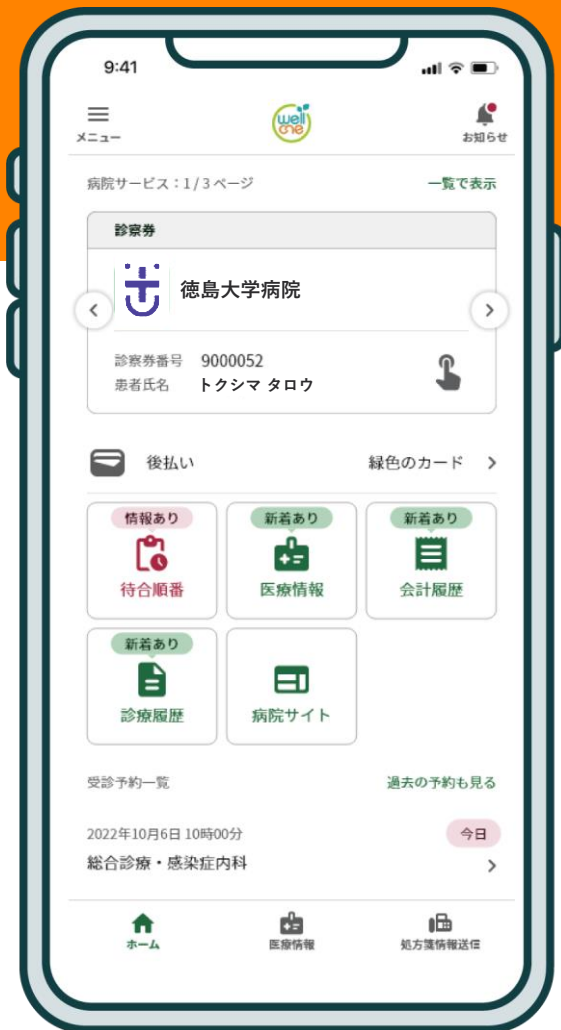 9:41
メニュー
well one
お知らせ
病院サービス：1/3ページ
一覧で表示
診察券
徳島大学病院
診察券番号 9000052
患者氏名 トクシマ タロウ
後払い
緑色のカード
情報あり
新着あり
新着あり
待合順番
医療情報
会計履歴
新着あり
診療履歴
病院サイト
受診予約一覧
過去の予約も見る
2022年10月6日 10時00分
今日
総合診療・感染症内科
ホーム
医療情報
処方箋情報送信